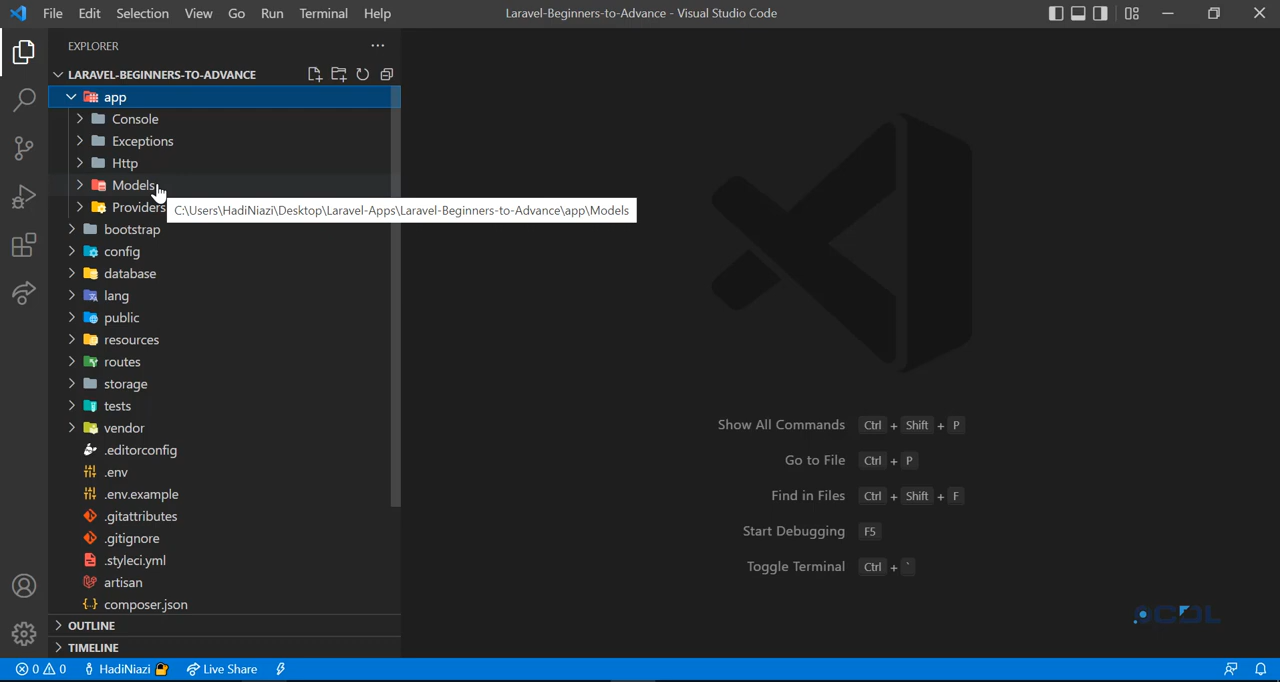 File Edit Selection View Go Run Terminal Help
Laravel-Beginners-to-Advance - Visual Studio Code
EXPLORER
LARAVEL-BEGINNERS-TO-ADVANCE
app
Console
Exceptions
Http
Models
Providers
C:\Users\HadiNiazi\Desktop\Laravel-Apps\Laravel-Beginners-to-Advance\app\Models
bootstrap
config
database
lang
public
resources
routes
storage
tests
vendor
.editorconfig
.env
.env.example
.gitattributes
.gitignore
.styleci.yml
artisan
composer.json
OUTLINE
TIMELINE
Show All Commands Ctrl + Shift + P
Go to File Ctrl + P
Find in Files Ctrl + Shift + F
Start Debugging F5
Toggle Terminal Ctrl + `
0 0 HadiNiazi Live Share